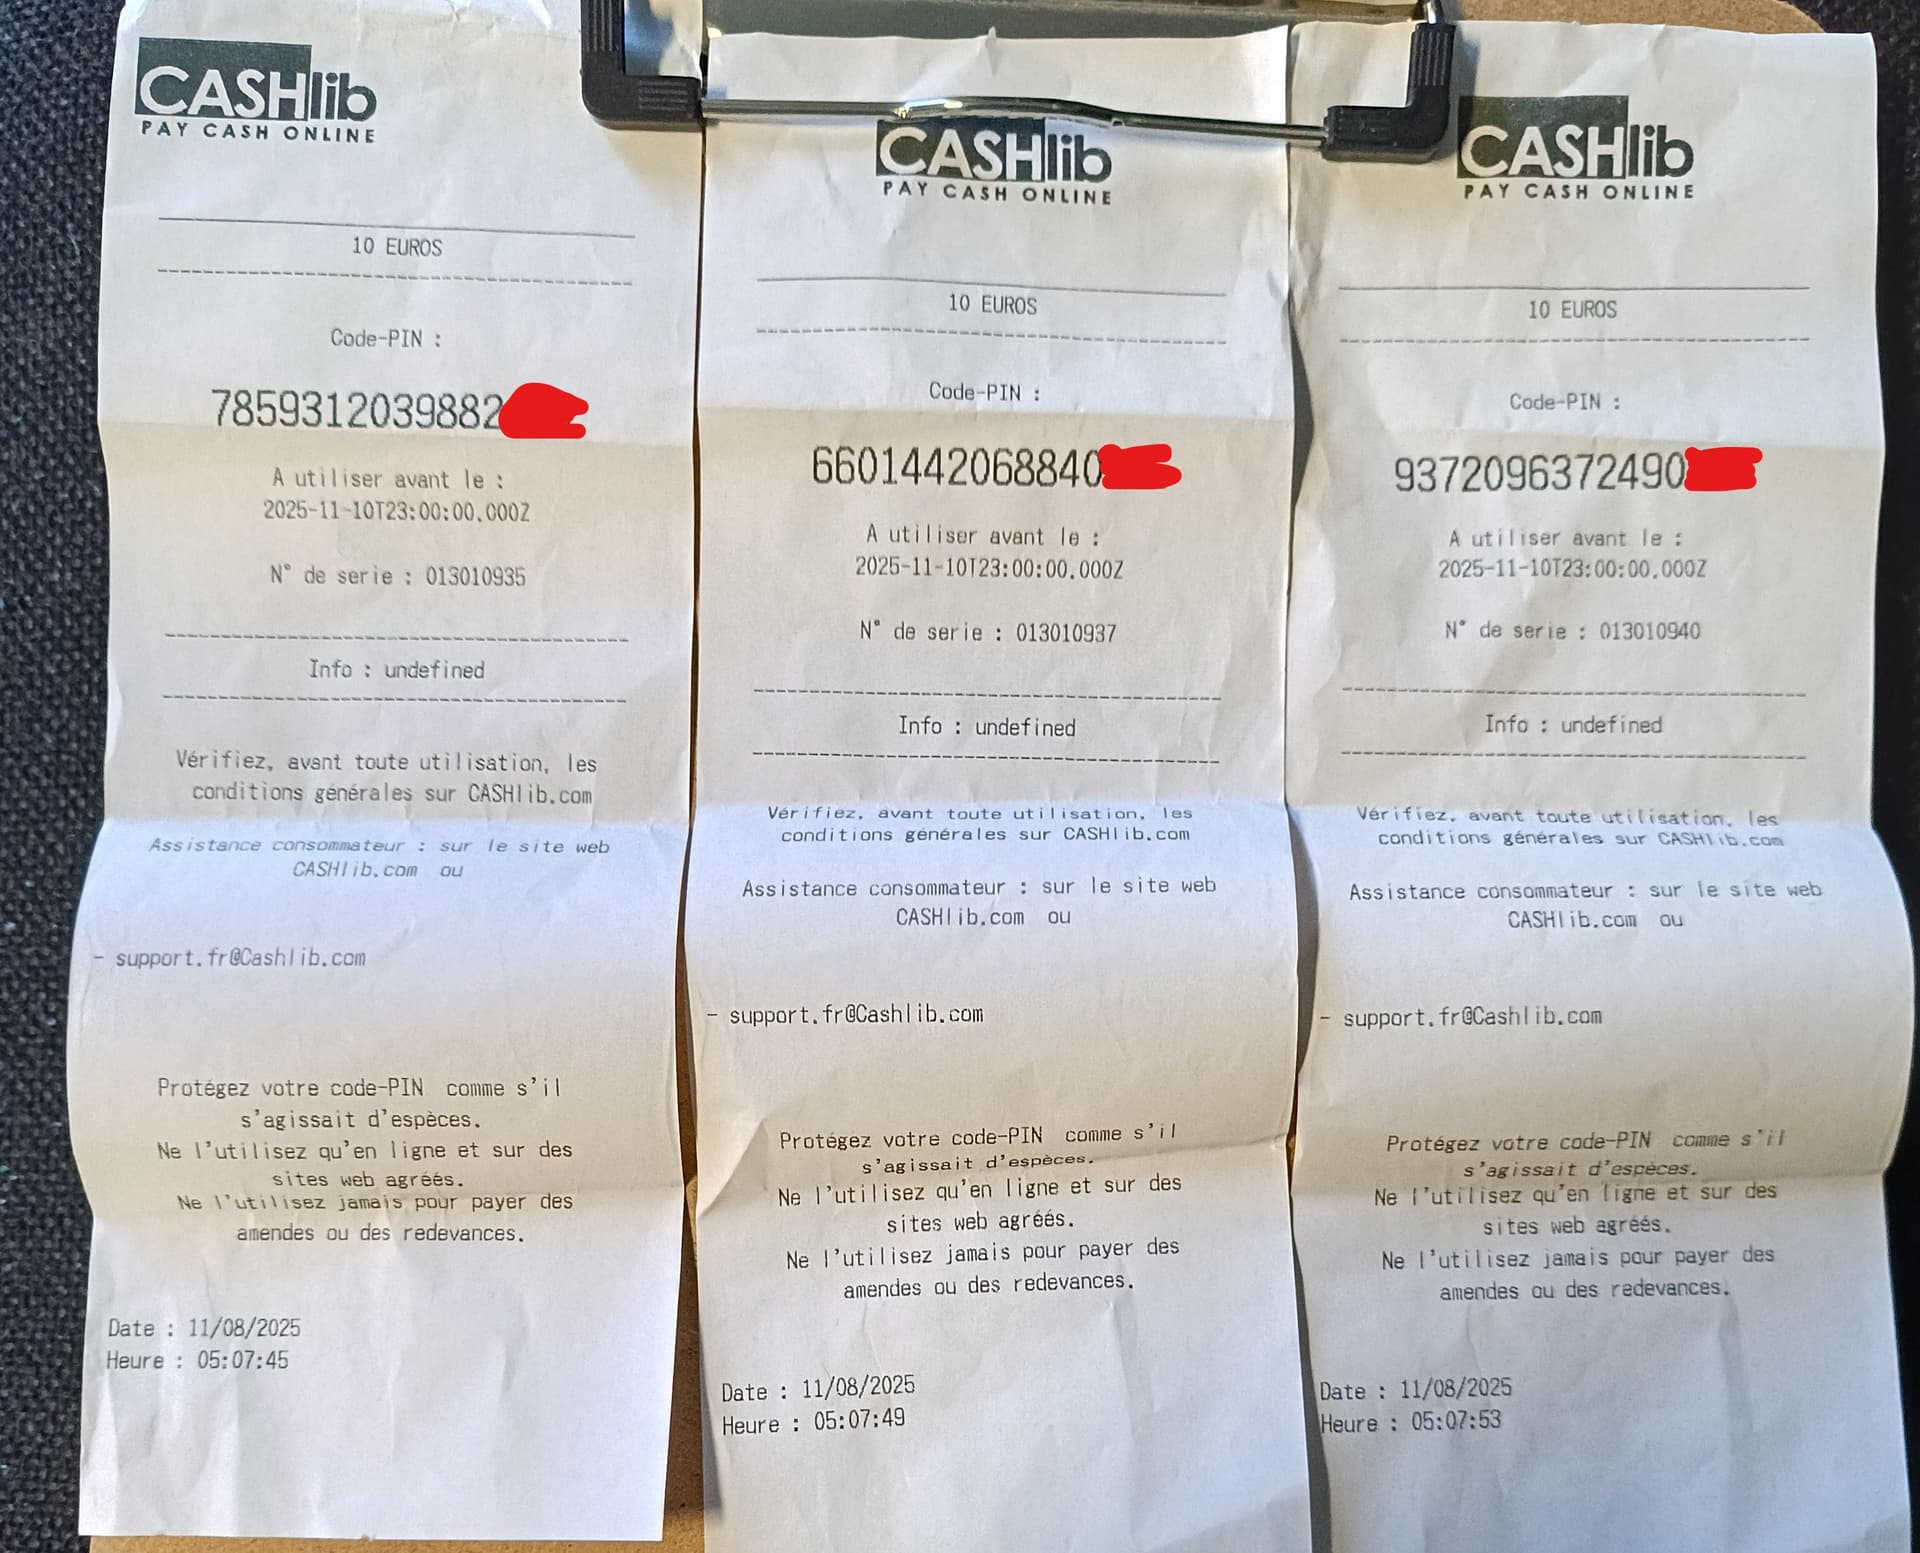 CASHlib
PAY CASH ONLINE
10 EUROS
Code-PIN :
7859312039882
A utiliser avant le :
2025-11-10T23:00:00.000Z
N° de serie : 013010935
Info : undefined
Vérifiez, avant toute utilisation, les
conditions générales sur CASHlib.com
Assistance consommateur : sur le site web
CASHlib.com ou
- support.fr@Cashlib.com
Protégez votre code-PIN comme s'il
s'agissait d'espèces.
Ne l'utilisez qu'en ligne et sur des
sites web agréés.
Ne l'utilisez jamais pour payer des
amendes ou des redevances.
Date : 11/08/2025
Heure : 05:07:45
CASHlib
PAY CASH ONLINE
10 EUROS
Code-PIN :
6601442068840
A utiliser avant le :
2025-11-10T23:00:00.000Z
N° de serie : 013010937
Info : undefined
Vérifiez, avant toute utilisation, les
conditions générales sur CASHlib.com
Assistance consommateur : sur le site web
CASHlib.com ou
- support.fr@Cashlib.com
Protégez votre code-PIN comme s'il
s'agissait d'espèces.
Ne l'utilisez qu'en ligne et sur des
sites web agréés.
Ne l'utilisez jamais pour payer des
amendes ou des redevances.
Date : 11/08/2025
Heure : 05:07:49
CASHlib
PAY CASH ONLINE
10 EUROS
Code-PIN :
9372096372490
A utiliser avant le :
2025-11-10T23:00:00.000Z
N° de serie : 013010940
Info : undefined
Vérifiez, avant toute utilisation, les
conditions générales sur CASHlib.com
Assistance consommateur : sur le site web
CASHlib.com ou
- support.fr@Cashlib.com
Protégez votre code-PIN comme s'il
s'agissait d'espèces.
Ne l'utilisez qu'en ligne et sur des
sites web agréés.
Ne l'utilisez jamais pour payer des
amendes ou des redevances.
Date : 11/08/2025
Heure : 05:07:53